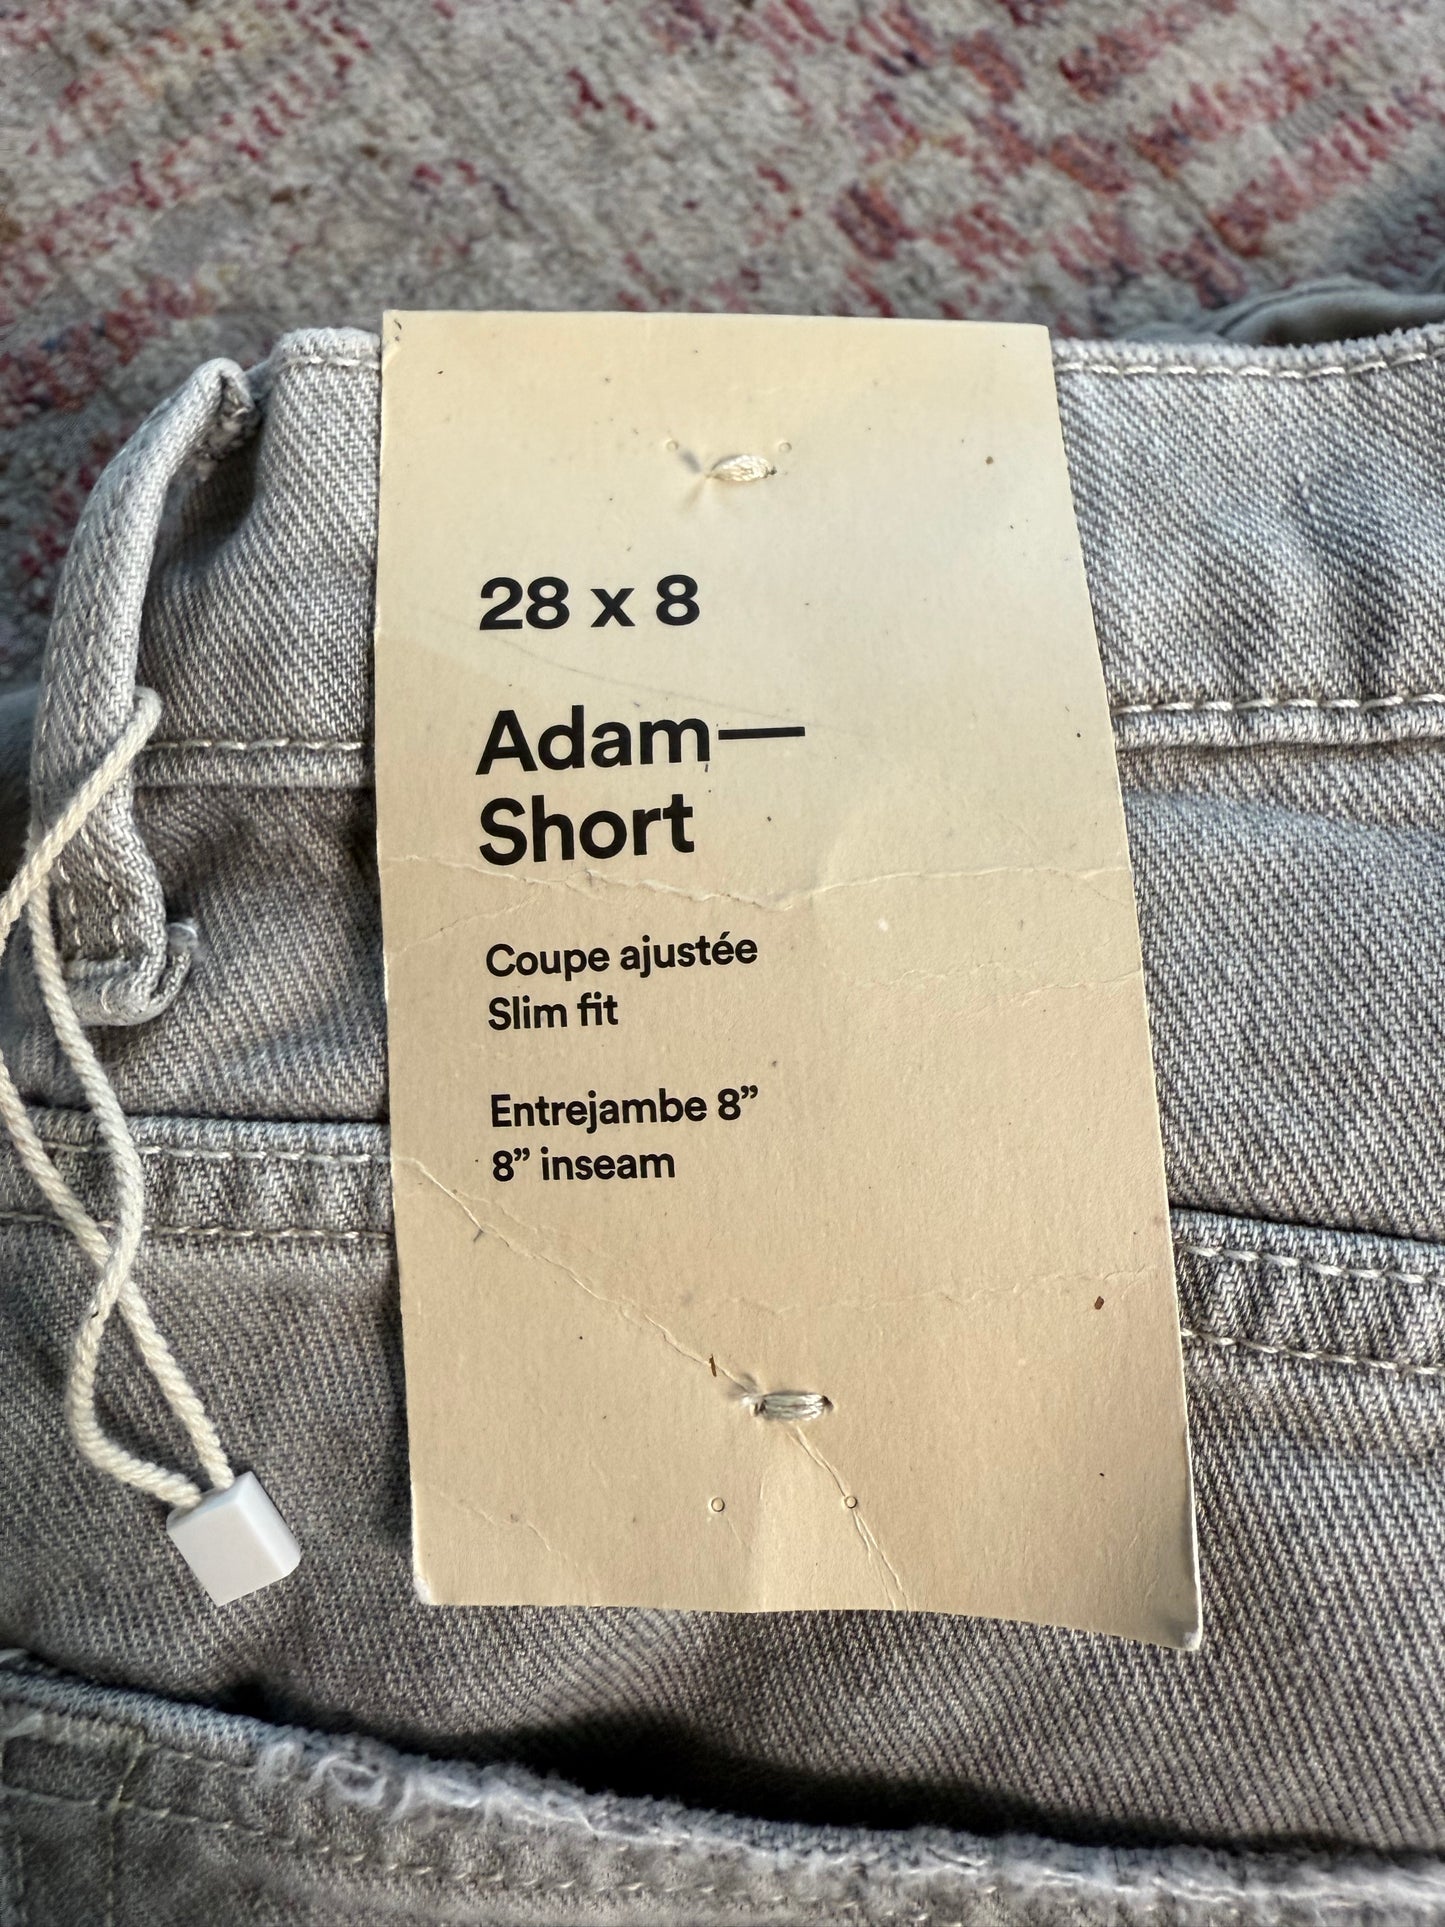 28 x 8
Adam—
Short
Coupe ajustée
Slim fit
Entrejambe 8”
8” inseam